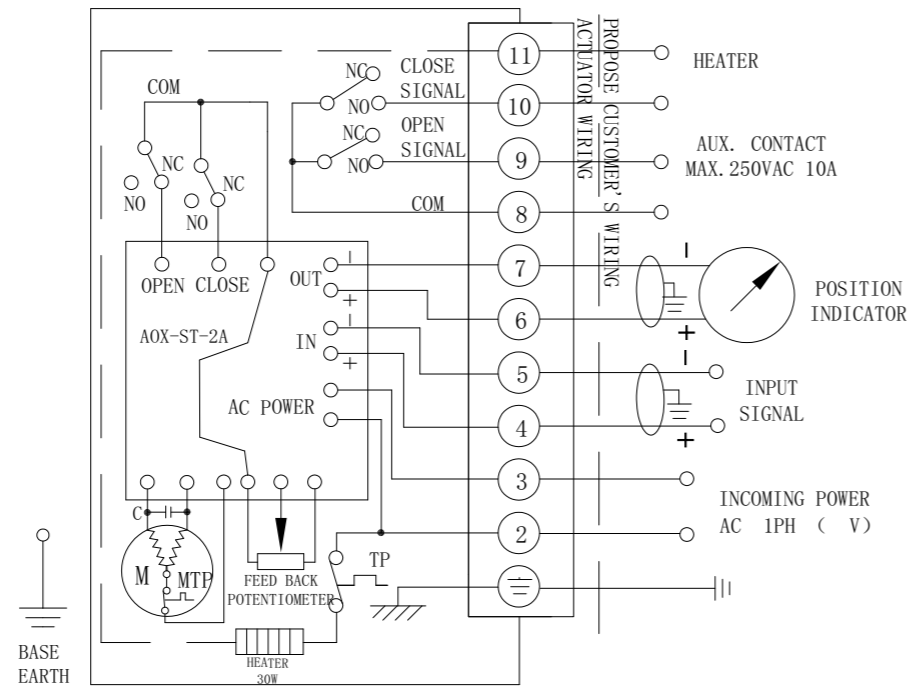 COM
NC
NO
NC
NO
NC
NO
CLOSE
SIGNAL
NC
NO
OPEN
SIGNAL
COM
11
10
9
8
7
6
5
4
3
2
ACTUATOR WIRING
PROPOSE CUSTOMER'S WIRING
HEATER
AUX. CONTACT
MAX.250VAC 10A
−
+
POSITION
INDICATOR
−
+
INPUT
SIGNAL
INCOMING POWER
AC 1PH ( V)
OPEN CLOSE
OUT
−
+
AOX-ST-2A
IN
−
+
AC POWER
C
M
MTP
FEED BACK
POTENTIOMETER
TP
HEATER
30W
BASE
EARTH